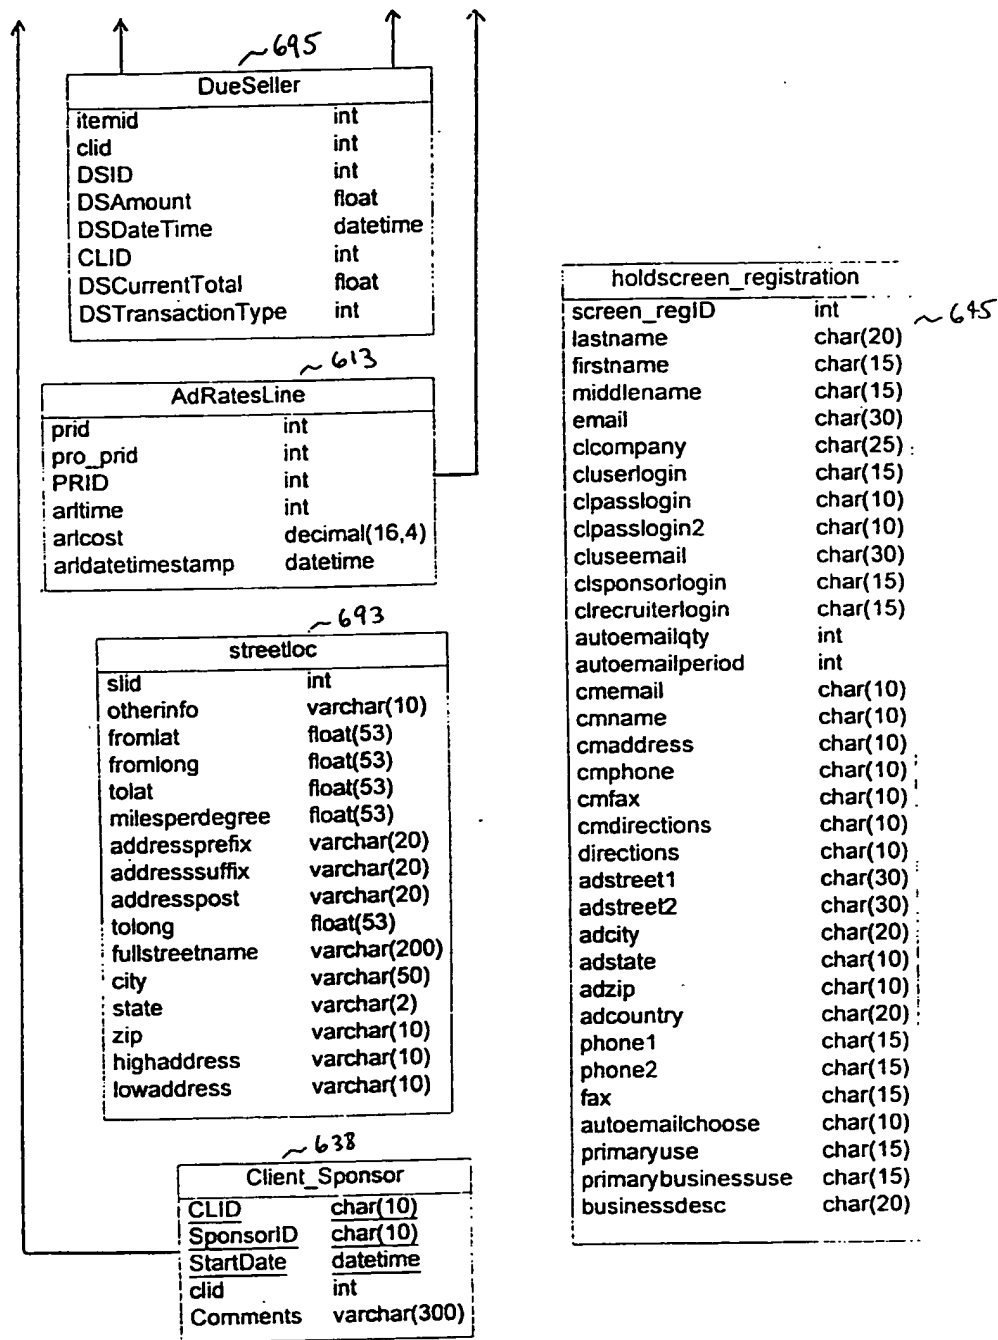 ~695
DueSeller
itemid int
clid int
DSID int
DSAmount float
DSDateTime datetime
CLID int
DSCurrentTotal float
DSTransactionType int
~613
AdRatesLine
prid int
pro_prid int
PRID int
arltime int
arlcost decimal(16,4)
arldatetimestamp datetime
~693
streetloc
slid int
otherinfo varchar(10)
fromlat float(53)
fromlong float(53)
tolat float(53)
milesperdegree float(53)
addressprefix varchar(20)
addresssuffix varchar(20)
addresspost varchar(20)
tolong float(53)
fullstreetname varchar(200)
city varchar(50)
state varchar(2)
zip varchar(10)
highaddress varchar(10)
lowaddress varchar(10)
~638
Client_Sponsor
CLID char(10)
SponsorID char(10)
StartDate datetime
clid int
Comments varchar(300)
holdscreen_registration
screen_regID int
~645
lastname char(20)
firstname char(15)
middlename char(15)
email char(30)
clcompany char(25)
cluserlogin char(15)
clpasslogin char(10)
clpasslogin2 char(10)
cluseemail char(30)
clsponsorlogin char(15)
clrecruiterlogin char(15)
autoemailqty int
autoemailperiod int
cmemail char(10)
cmname char(10)
cmaddress char(10)
cmphone char(10)
cmfax char(10)
cmdirections char(10)
directions char(10)
adstreet1 char(30)
adstreet2 char(30)
adcity char(20)
adstate char(10)
adzip char(10)
adcountry char(20)
phone1 char(15)
phone2 char(15)
fax char(15)
autoemailchoose char(10)
primaryuse char(15)
primarybusinessuse char(15)
businessdesc char(20)